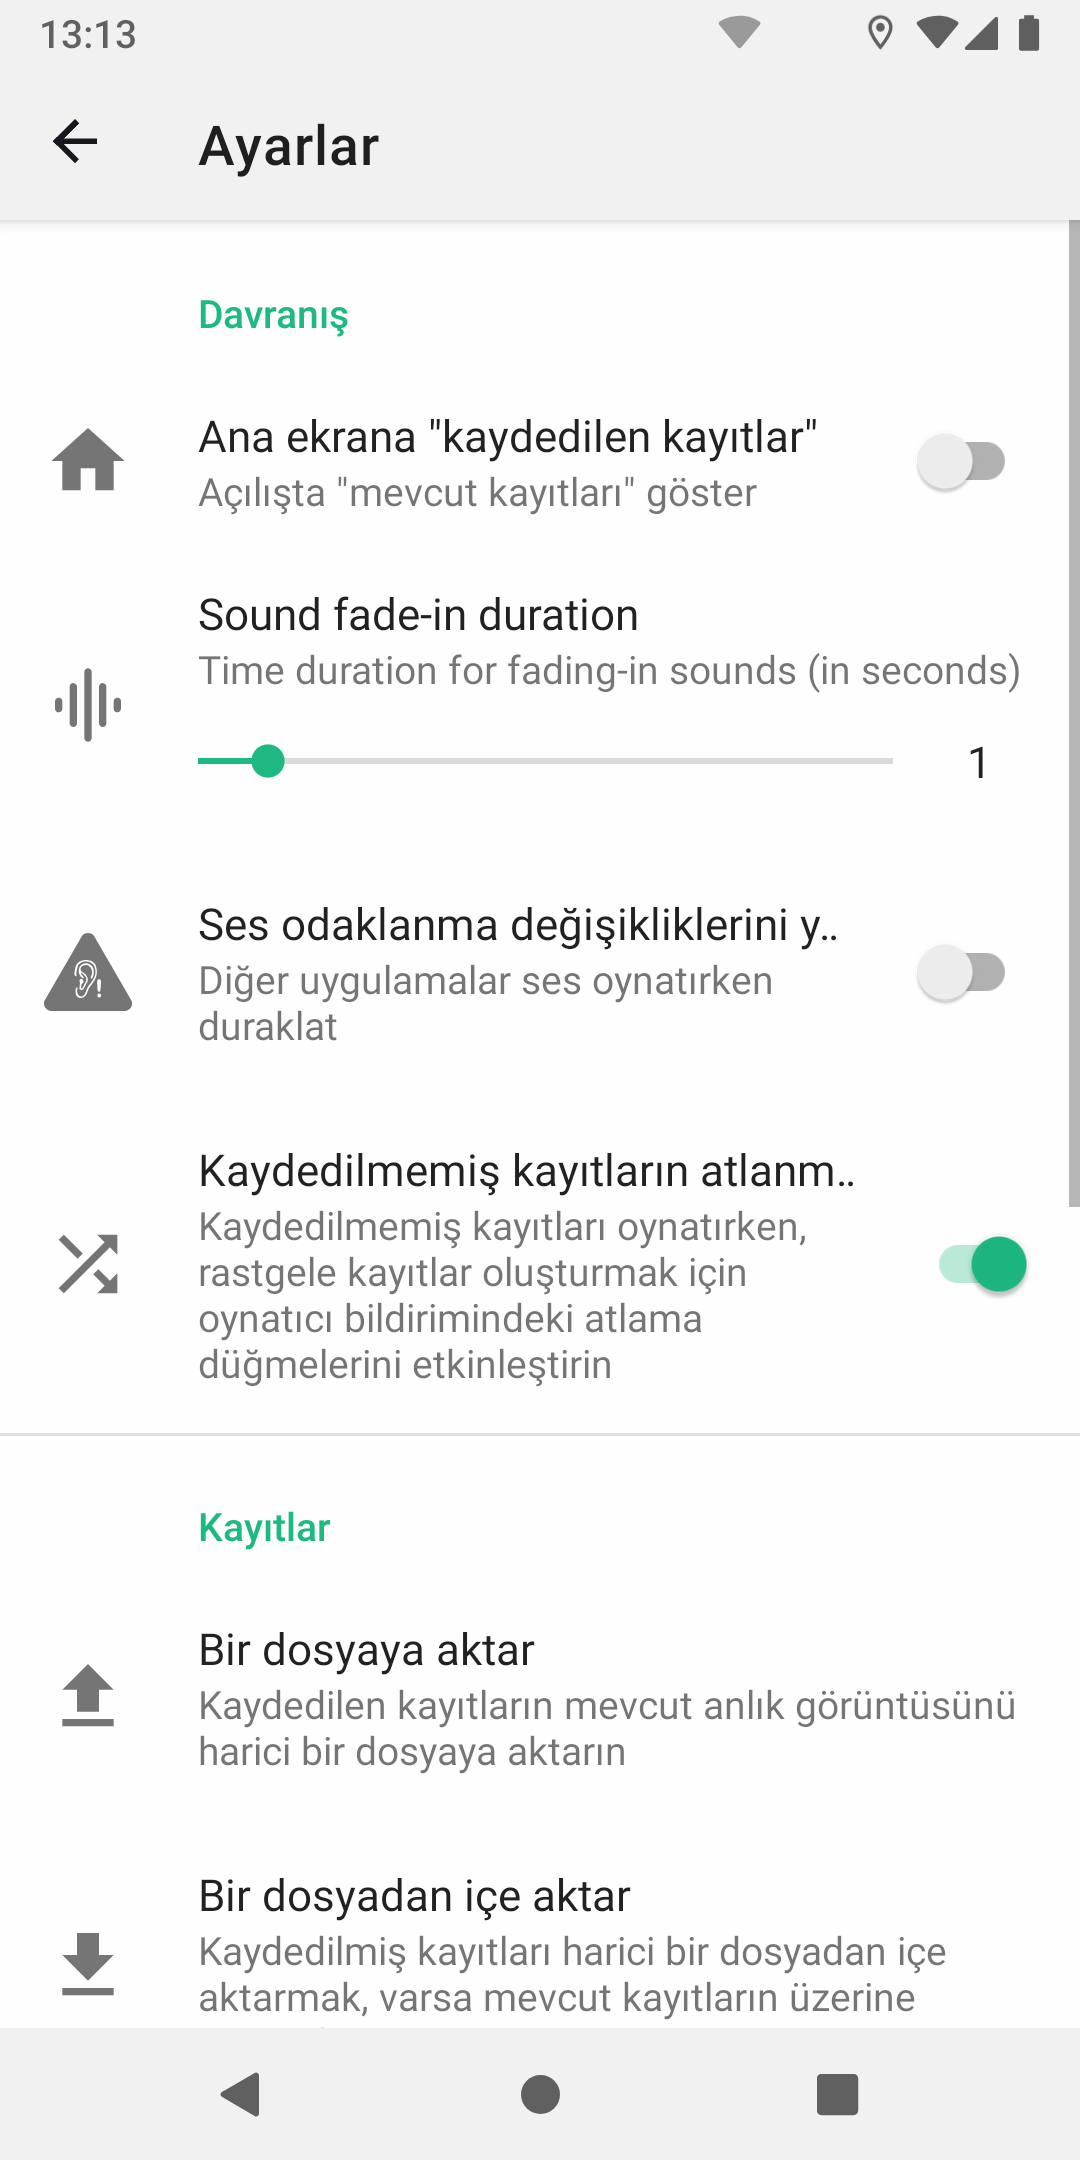 13:13
Ayarlar
Davranış
Ana ekrana "kaydedilen kayıtlar"
Açılışta "mevcut kayıtları" göster
Sound fade-in duration
Time duration for fading-in sounds (in seconds)
1
Ses odaklanma değişikliklerini y..
Diğer uygulamalar ses oynatırken
duraklat
Kaydedilmemiş kayıtların atlanm..
Kaydedilmemiş kayıtları oynatırken,
rastgele kayıtlar oluşturmak için
oynatıcı bildirimindeki atlama
düğmelerini etkinleştirin
Kayıtlar
Bir dosyaya aktar
Kaydedilen kayıtların mevcut anlık görüntüsünü
harici bir dosyaya aktarın
Bir dosyadan içe aktar
Kaydedilmiş kayıtları harici bir dosyadan içe
aktarmak, varsa mevcut kayıtların üzerine